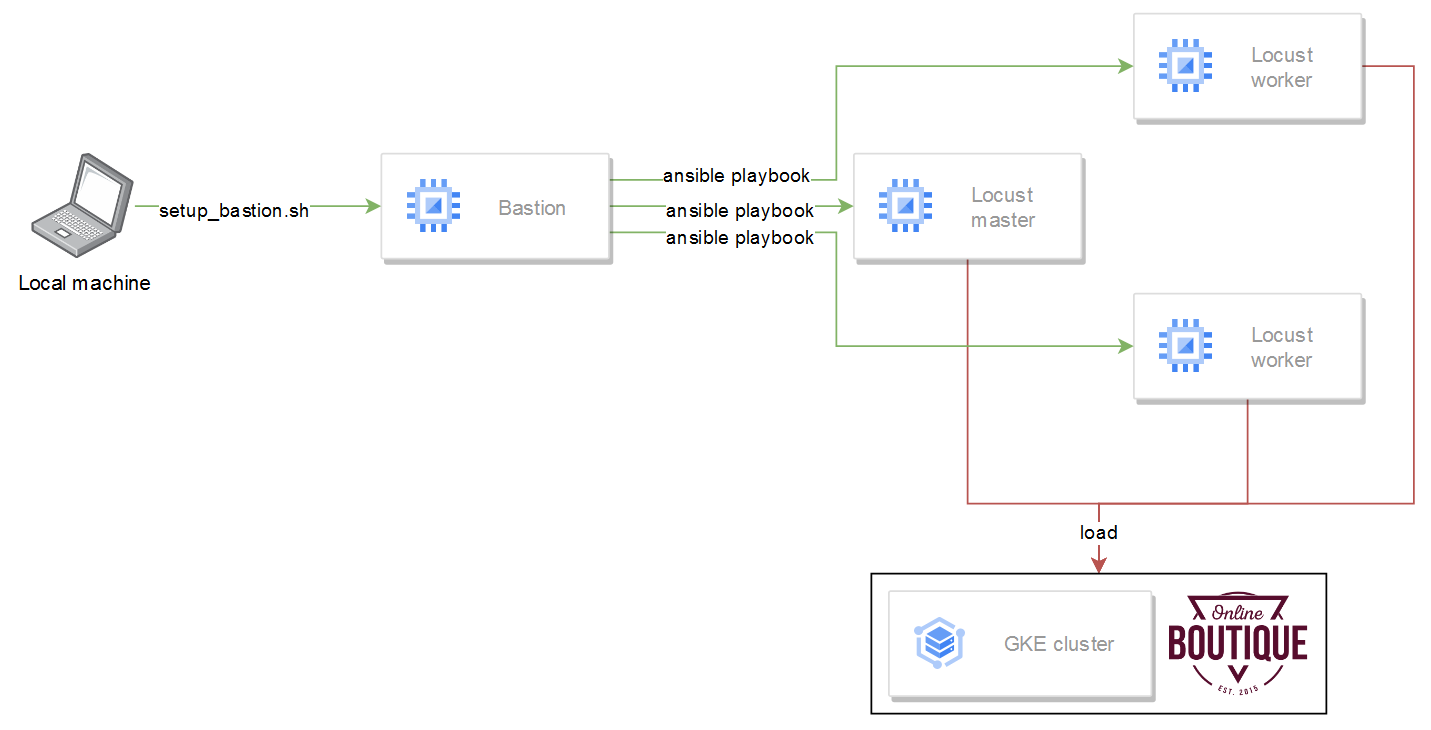 Locust
worker
ansible playbook
Locust
master
setup_bastion.sh
Bastion
ansible playbook
ansible playbook
Local machine
Locust
worker
load
GKE cluster
Online
BOUTIQUE
EST. 2015